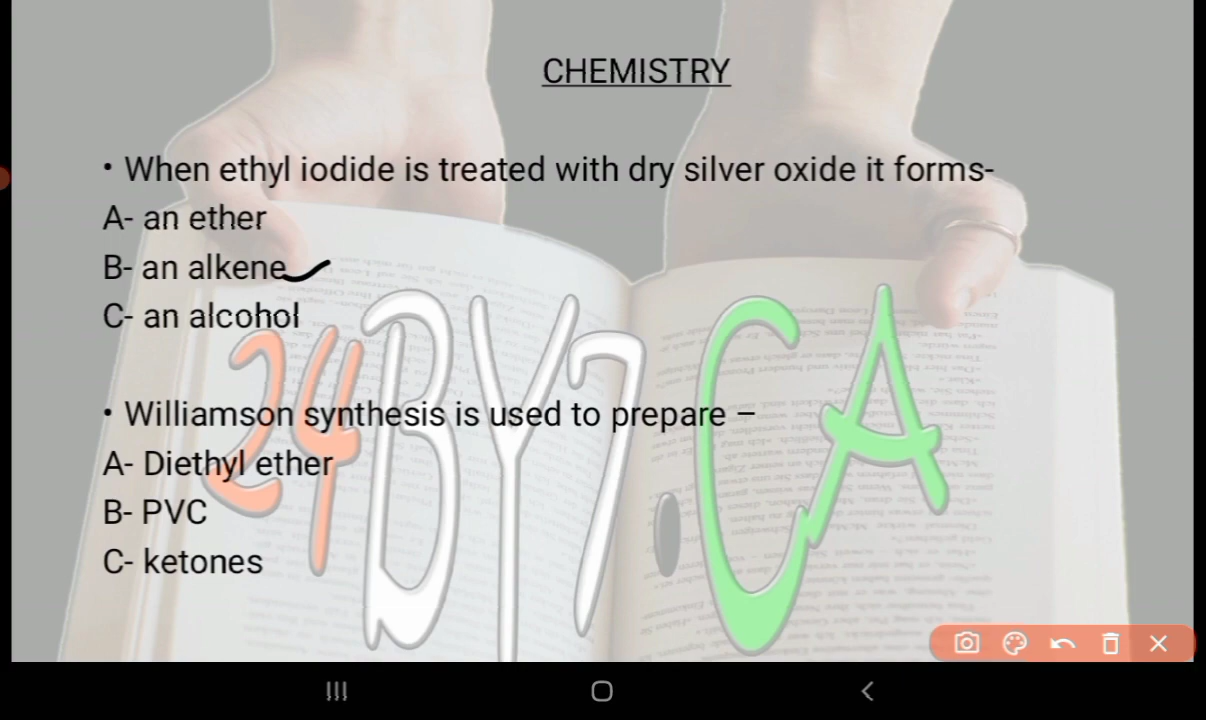 CHEMISTRY
• When ethyl iodide is treated with dry silver oxide it forms-
A- an ether
B- an alkene
C- an alcohol
• Williamson synthesis is used to prepare –
A- Diethyl ether
B- PVC
C- ketones
24BY7.CA